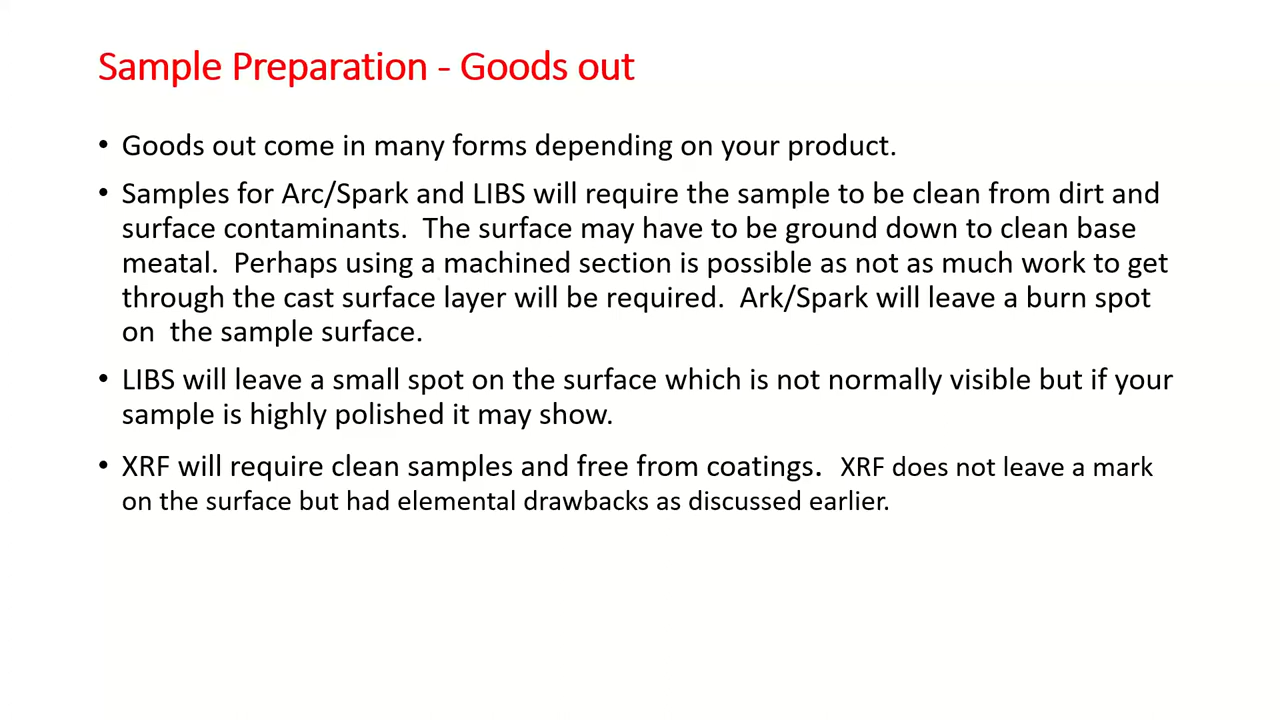 Sample Preparation - Goods out
• Goods out come in many forms depending on your product.
• Samples for Arc/Spark and LIBS will require the sample to be clean from dirt and
surface contaminants.  The surface may have to be ground down to clean base
meatal.  Perhaps using a machined section is possible as not as much work to get
through the cast surface layer will be required.  Ark/Spark will leave a burn spot
on  the sample surface.
• LIBS will leave a small spot on the surface which is not normally visible but if your
sample is highly polished it may show.
• XRF will require clean samples and free from coatings.  XRF does not leave a mark
on the surface but had elemental drawbacks as discussed earlier.